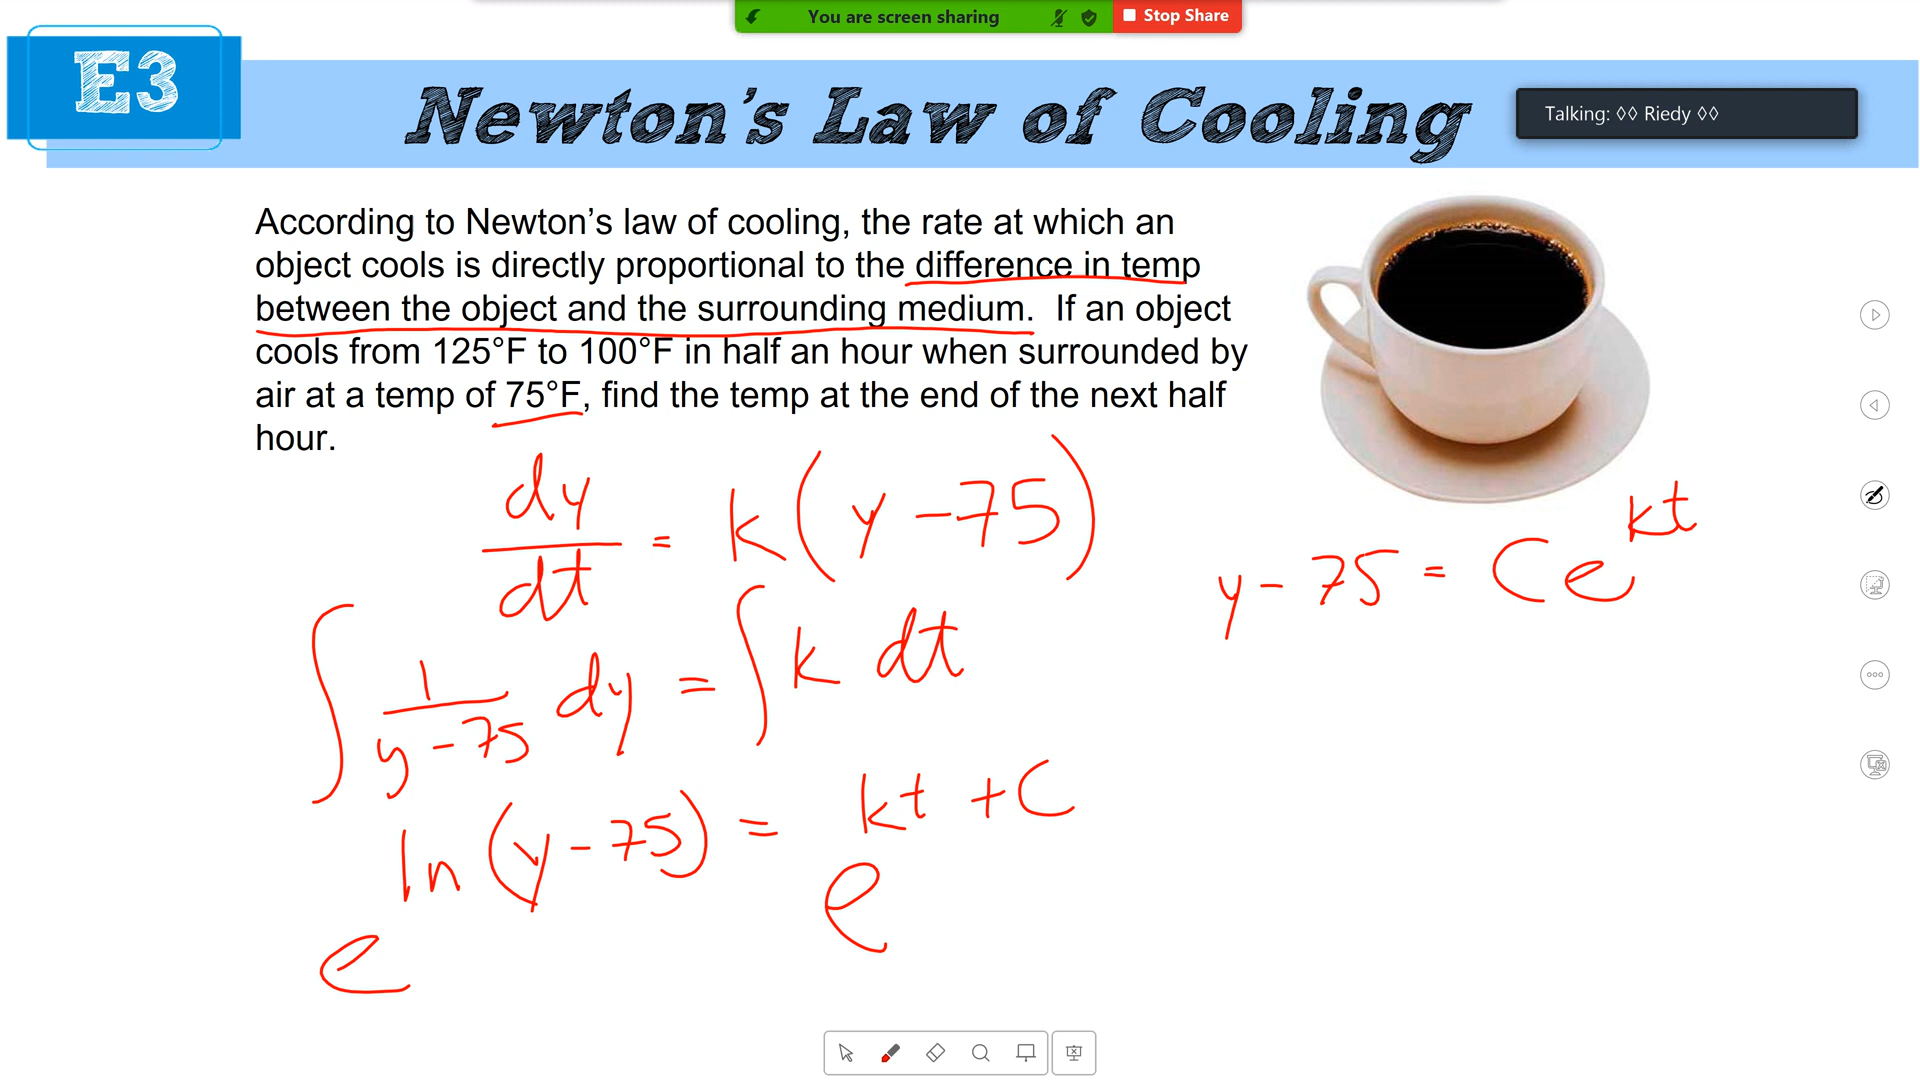 You are screen sharing Stop Share
E3
Newton's Law of Cooling
Talking: ◊◊ Riedy ◊◊
According to Newton's law of cooling, the rate at which an
object cools is directly proportional to the difference in temp
between the object and the surrounding medium. If an object
cools from 125°F to 100°F in half an hour when surrounded by
air at a temp of 75°F, find the temp at the end of the next half
hour.
dy/dt = k(y-75)
∫ 1/(y-75) dy = ∫ k dt
e^(ln(y-75)) = e^(kt+C)
y-75 = Ce^(kt)